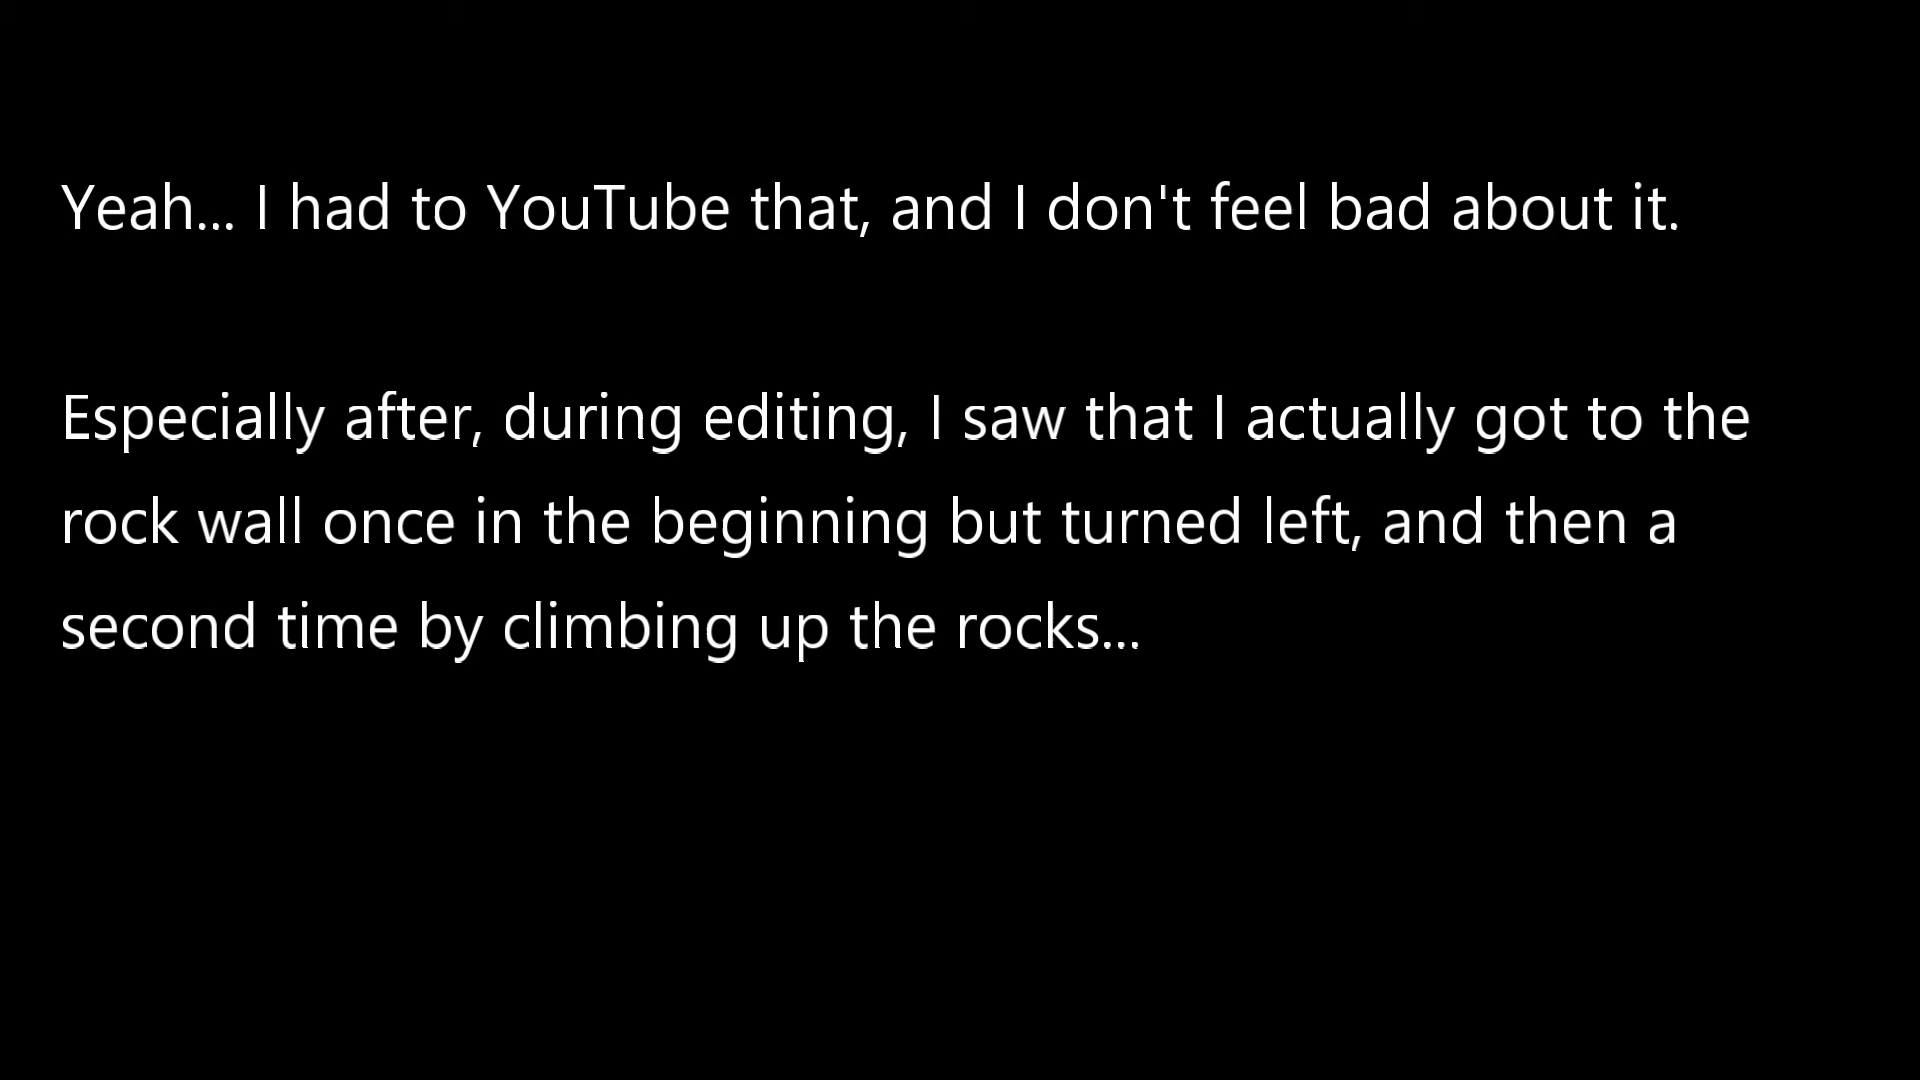 Yeah... I had to YouTube that, and I don't feel bad about it.
Especially after, during editing, I saw that I actually got to the
rock wall once in the beginning but turned left, and then a
second time by climbing up the rocks...